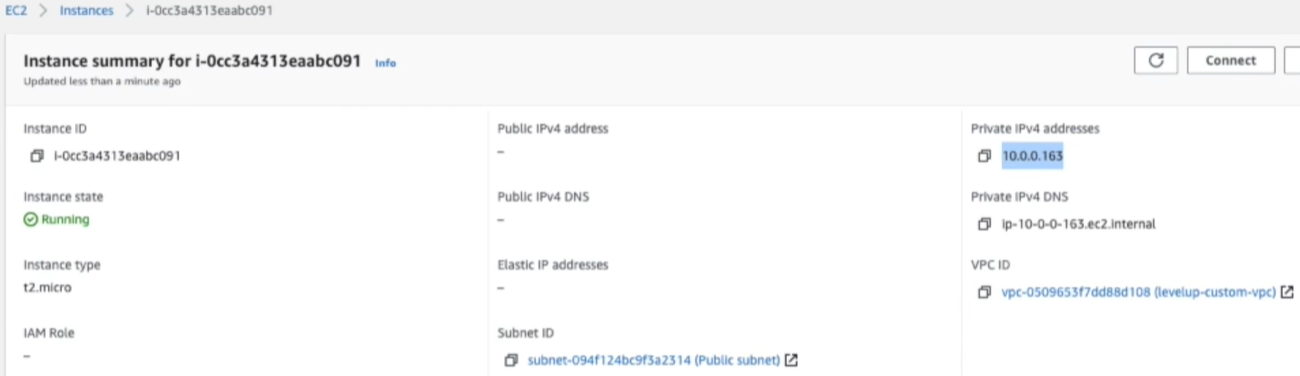 EC2 > Instances > i-0cc3a4313eaabc091
Instance summary for i-0cc3a4313eaabc091 Info
Updated less than a minute ago
Connect
Instance ID
i-0cc3a4313eaabc091
Public IPv4 address
–
Private IPv4 addresses
10.0.0.163
Instance state
Running
Public IPv4 DNS
–
Private IPv4 DNS
ip-10-0-0-163.ec2.internal
Instance type
t2.micro
Elastic IP addresses
–
VPC ID
vpc-0509653f7dd88d108 (levelup-custom-vpc)
IAM Role
–
Subnet ID
subnet-094f124bc9f3a2314 (Public subnet)